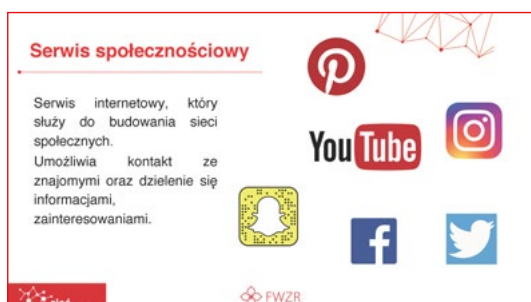 Serwis społecznościowy
Serwis internetowy, który
służy do budowania sieci
społecznych.
Umożliwia kontakt ze
znajomymi oraz dzielenie się
informacjami,
zainteresowaniami.
You Tube
FWZR